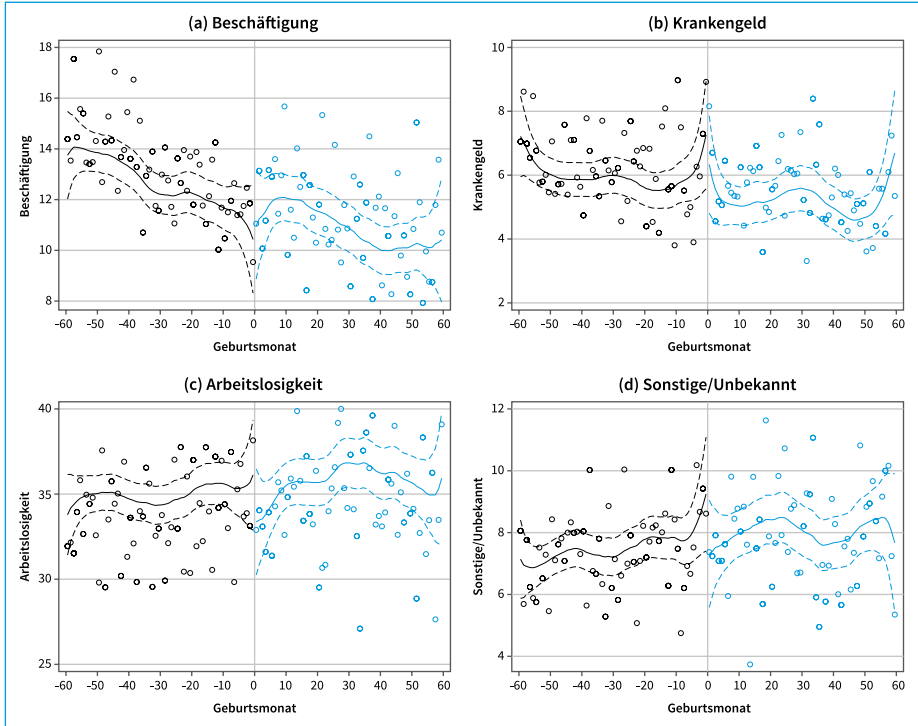 (a) Beschäftigung
Beschäftigung
18
16
14
12
10
8
-60 -50 -40 -30 -20 -10 0 10 20 30 40 50 60
Geburtsmonat
(b) Krankengeld
Krankengeld
10
8
6
4
2
-60 -50 -40 -30 -20 -10 0 10 20 30 40 50 60
Geburtsmonat
(c) Arbeitslosigkeit
Arbeitslosigkeit
40
35
30
25
-60 -50 -40 -30 -20 -10 0 10 20 30 40 50 60
Geburtsmonat
(d) Sonstige/Unbekannt
Sonstige/Unbekannt
12
10
8
6
4
-60 -50 -40 -30 -20 -10 0 10 20 30 40 50 60
Geburtsmonat